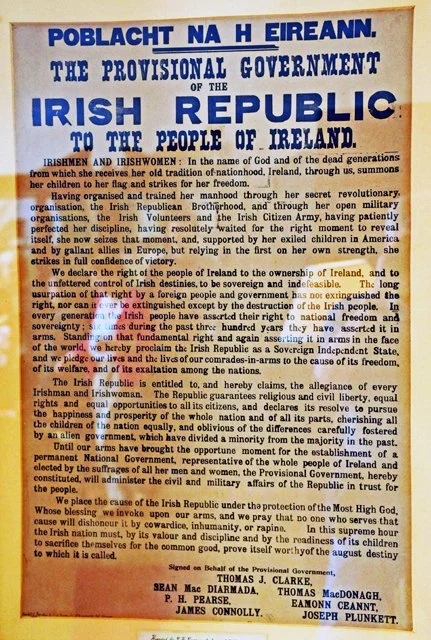 POBLACHT NA H EIREANN.
THE PROVISIONAL GOVERNMENT
OF THE
IRISH REPUBLIC
TO THE PEOPLE OF IRELAND.
IRISHMEN AND IRISHWOMEN: In the name of God and of the dead generations
from which she receives her old tradition of nationhood, Ireland, through us, summons
her children to her flag and strikes for her freedom.
Having organised and trained her manhood through her secret revolutionary
organisation, the Irish Republican Brotherhood, and through her open military
organisations, the Irish Volunteers and the Irish Citizen Army, having patiently
perfected her discipline, having resolutely waited for the right moment to reveal
itself, she now seizes that moment, and, supported by her exiled children in America
and by gallant allies in Europe, but relying in the first on her own strength, she
strikes in full confidence of victory.
We declare the right of the people of Ireland to the ownership of Ireland, and to
the unfettered control of Irish destinies, to be sovereign and indefeasible. The long
usurpation of that right by a foreign people and government has not extinguished the
right, nor can it ever be extinguished except by the destruction of the Irish people. In
every generation the Irish people have asserted their right to national freedom and
sovereignty; six times during the past three hundred years they have asserted it in
arms. Standing on that fundamental right and again asserting it in arms in the face
of the world, we hereby proclaim the Irish Republic as a Sovereign Independent State,
and we pledge our lives and the lives of our comrades-in-arms to the cause of its freedom,
of its welfare, and of its exaltation among the nations.
The Irish Republic is entitled to, and hereby claims, the allegiance of every
Irishman and Irishwoman. The Republic guarantees religious and civil liberty, equal
rights and equal opportunities to all its citizens, and declares its resolve to pursue
the happiness and prosperity of the whole nation and of all its parts, cherishing all
the children of the nation equally, and oblivious of the differences carefully fostered
by an alien government, which have divided a minority from the majority in the past.
Until our arms have brought the opportune moment for the establishment of a
permanent National Government, representative of the whole people of Ireland and
elected by the suffrages of all her men and women, the Provisional Government, hereby
constituted, will administer the civil and military affairs of the Republic in trust for
the people.
We place the cause of the Irish Republic under the protection of the Most High God,
Whose blessing we invoke upon our arms, and we pray that no one who serves that
cause will dishonour it by cowardice, inhumanity, or rapine. In this supreme hour
the Irish nation must, by its valour and discipline and by the readiness of its children
to sacrifice themselves for the common good, prove itself worthy of the august destiny
to which it is called.
Signed on Behalf of the Provisional Government,
THOMAS J. CLARKE,
SEAN Mac DIARMADA, THOMAS MacDONAGH,
P. H. PEARSE, EAMONN CEANNT,
JAMES CONNOLLY. JOSEPH PLUNKETT.